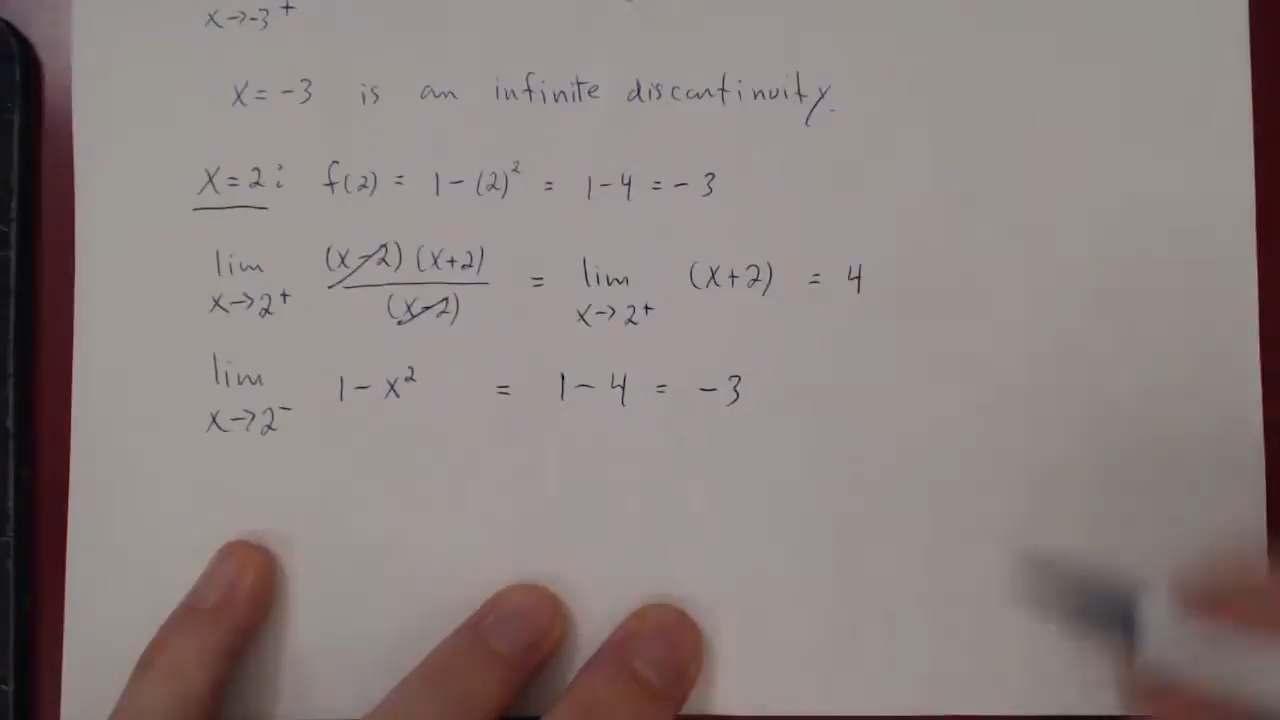 x→-3⁺
x = -3 is an infinite discontinuity.
x=2: f(2) = 1-(2)² = 1-4 = -3
lim x→2⁺ (x-2)(x+2)/(x-2) = lim x→2⁺ (x+2) = 4
lim x→2⁻ 1-x² = 1-4 = -3